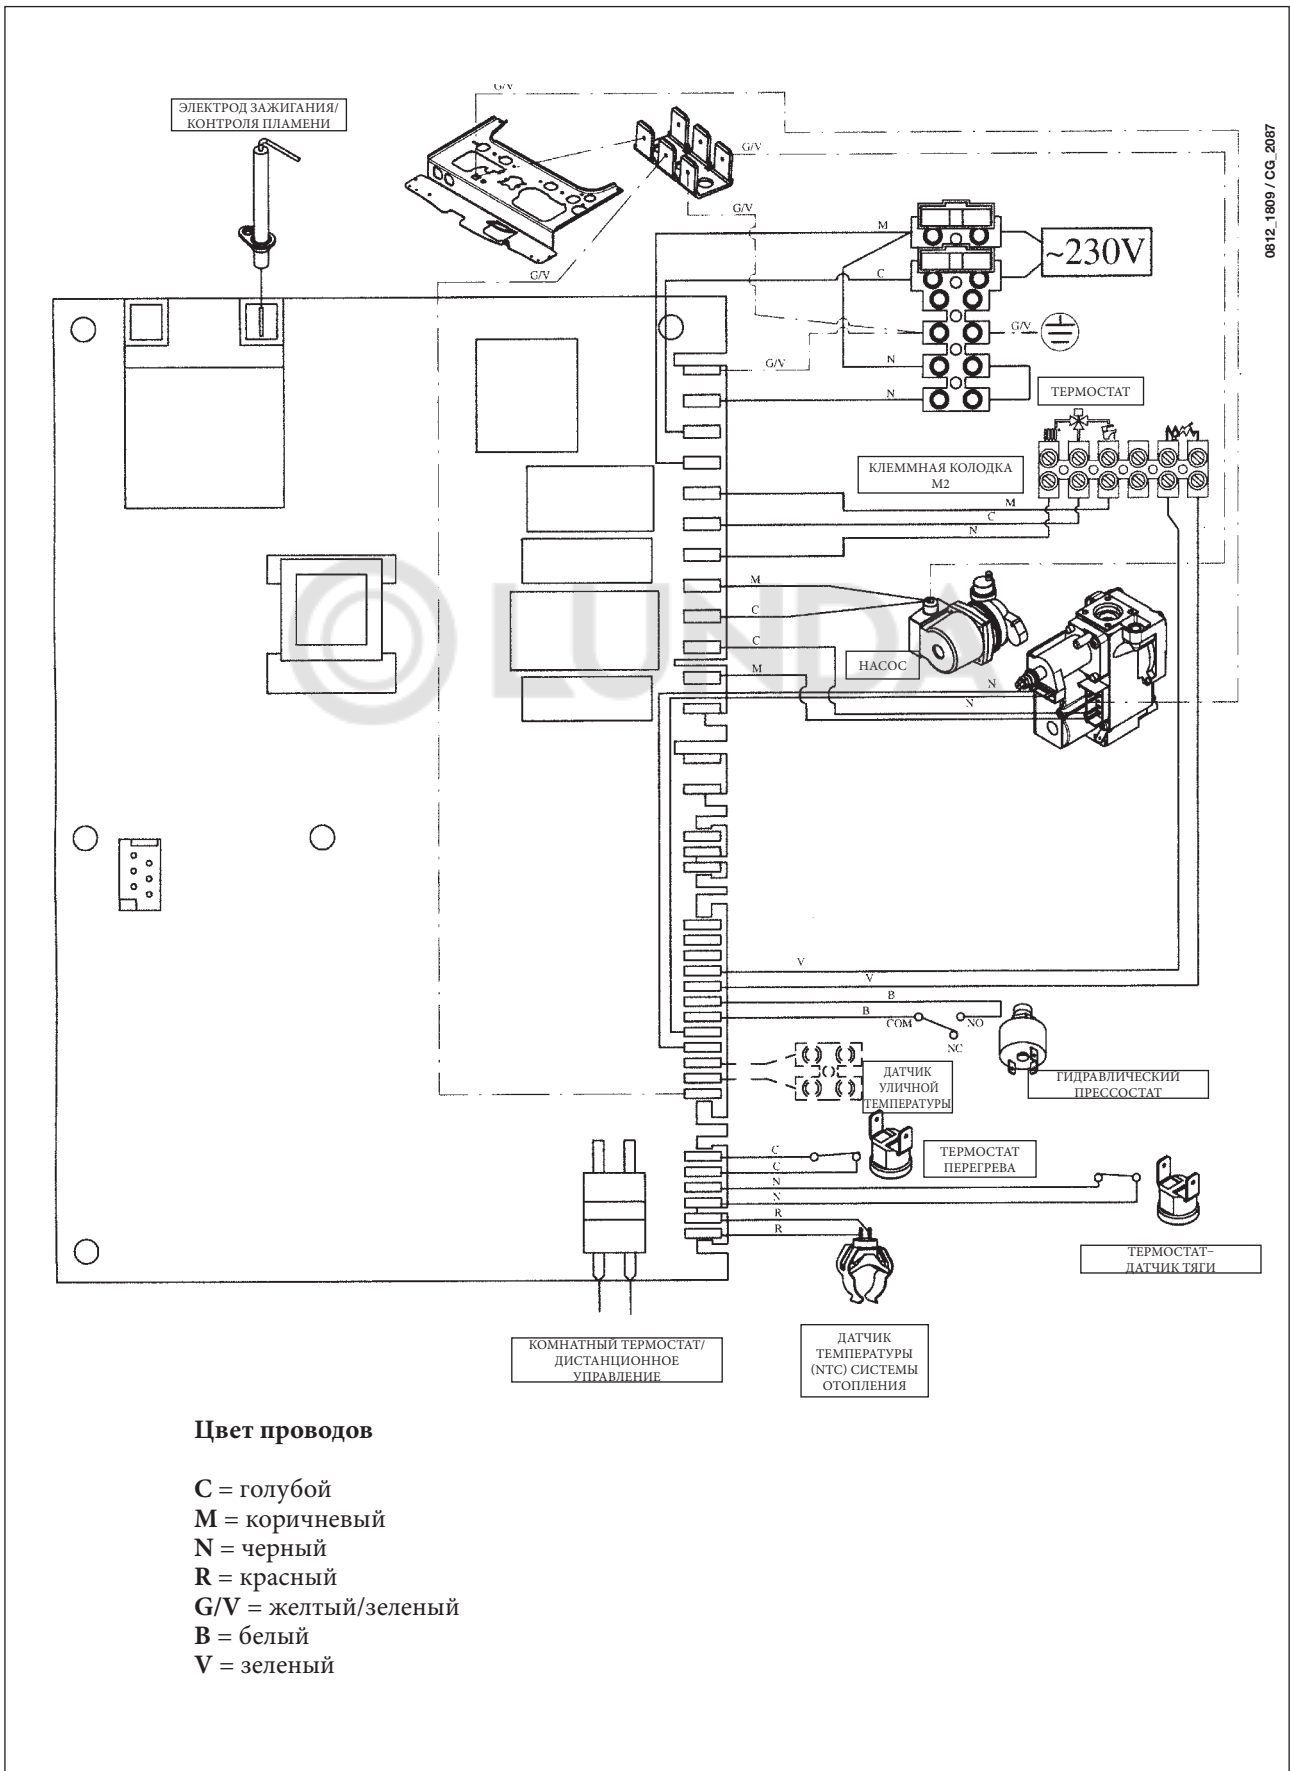 G/V
ЭЛЕКТРОД ЗАЖИГАНИЯ/
КОНТРОЛЯ ПЛАМЕНИ
0812_1809 / CG_2087
G/V
G/V
M
~230V
G/V
C
G/V
G/V
N
N
ТЕРМОСТАТ
КЛЕММНАЯ КОЛОДКА
M2
M
C
N
LUNDA
M
C
C
НАСОС
M
N
N
V
V
B
B
COM
NO
NC
ДАТЧИК
УЛИЧНОЙ
ТЕМПЕРАТУРЫ
ГИДРАВЛИЧЕСКИЙ
ПРЕССОСТАТ
C
C
ТЕРМОСТАТ
ПЕРЕГРЕВА
N
N
R
R
ТЕРМОСТАТ–
ДАТЧИК ТЯГИ
КОМНАТНЫЙ ТЕРМОСТАТ/
ДИСТАНЦИОННОЕ
УПРАВЛЕНИЕ
ДАТЧИК
ТЕМПЕРАТУРЫ
(NTC) СИСТЕМЫ
ОТОПЛЕНИЯ
Цвет проводов
C = голубой
M = коричневый
N = черный
R = красный
G/V = желтый/зеленый
B = белый
V = зеленый